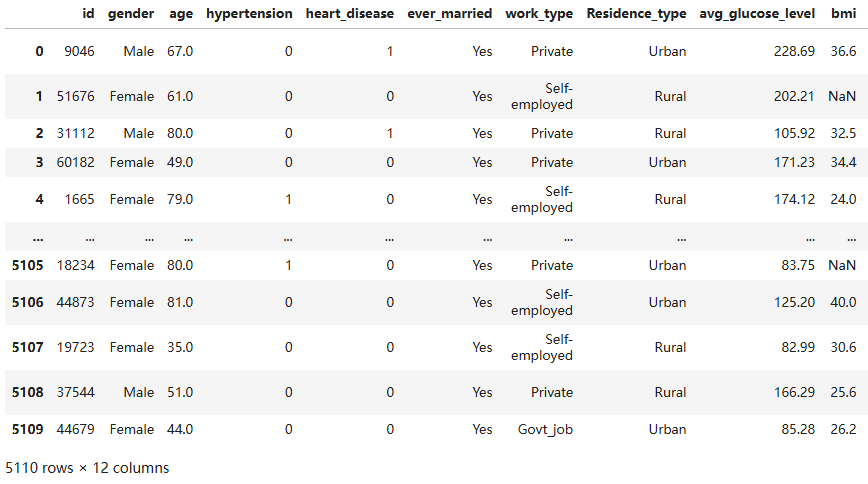 id gender age hypertension heart_disease ever_married work_type Residence_type avg_glucose_level bmi
0 9046 Male 67.0 0 1 Yes Private Urban 228.69 36.6
1 51676 Female 61.0 0 0 Yes Self-employed Rural 202.21 NaN
2 31112 Male 80.0 0 1 Yes Private Rural 105.92 32.5
3 60182 Female 49.0 0 0 Yes Private Urban 171.23 34.4
4 1665 Female 79.0 1 0 Yes Self-employed Rural 174.12 24.0
... ... ... ... ... ... ... ... ... ... ...
5105 18234 Female 80.0 1 0 Yes Private Urban 83.75 NaN
5106 44873 Female 81.0 0 0 Yes Self-employed Urban 125.20 40.0
5107 19723 Female 35.0 0 0 Yes Self-employed Rural 82.99 30.6
5108 37544 Male 51.0 0 0 Yes Private Rural 166.29 25.6
5109 44679 Female 44.0 0 0 Yes Govt_job Urban 85.28 26.2
5110 rows × 12 columns